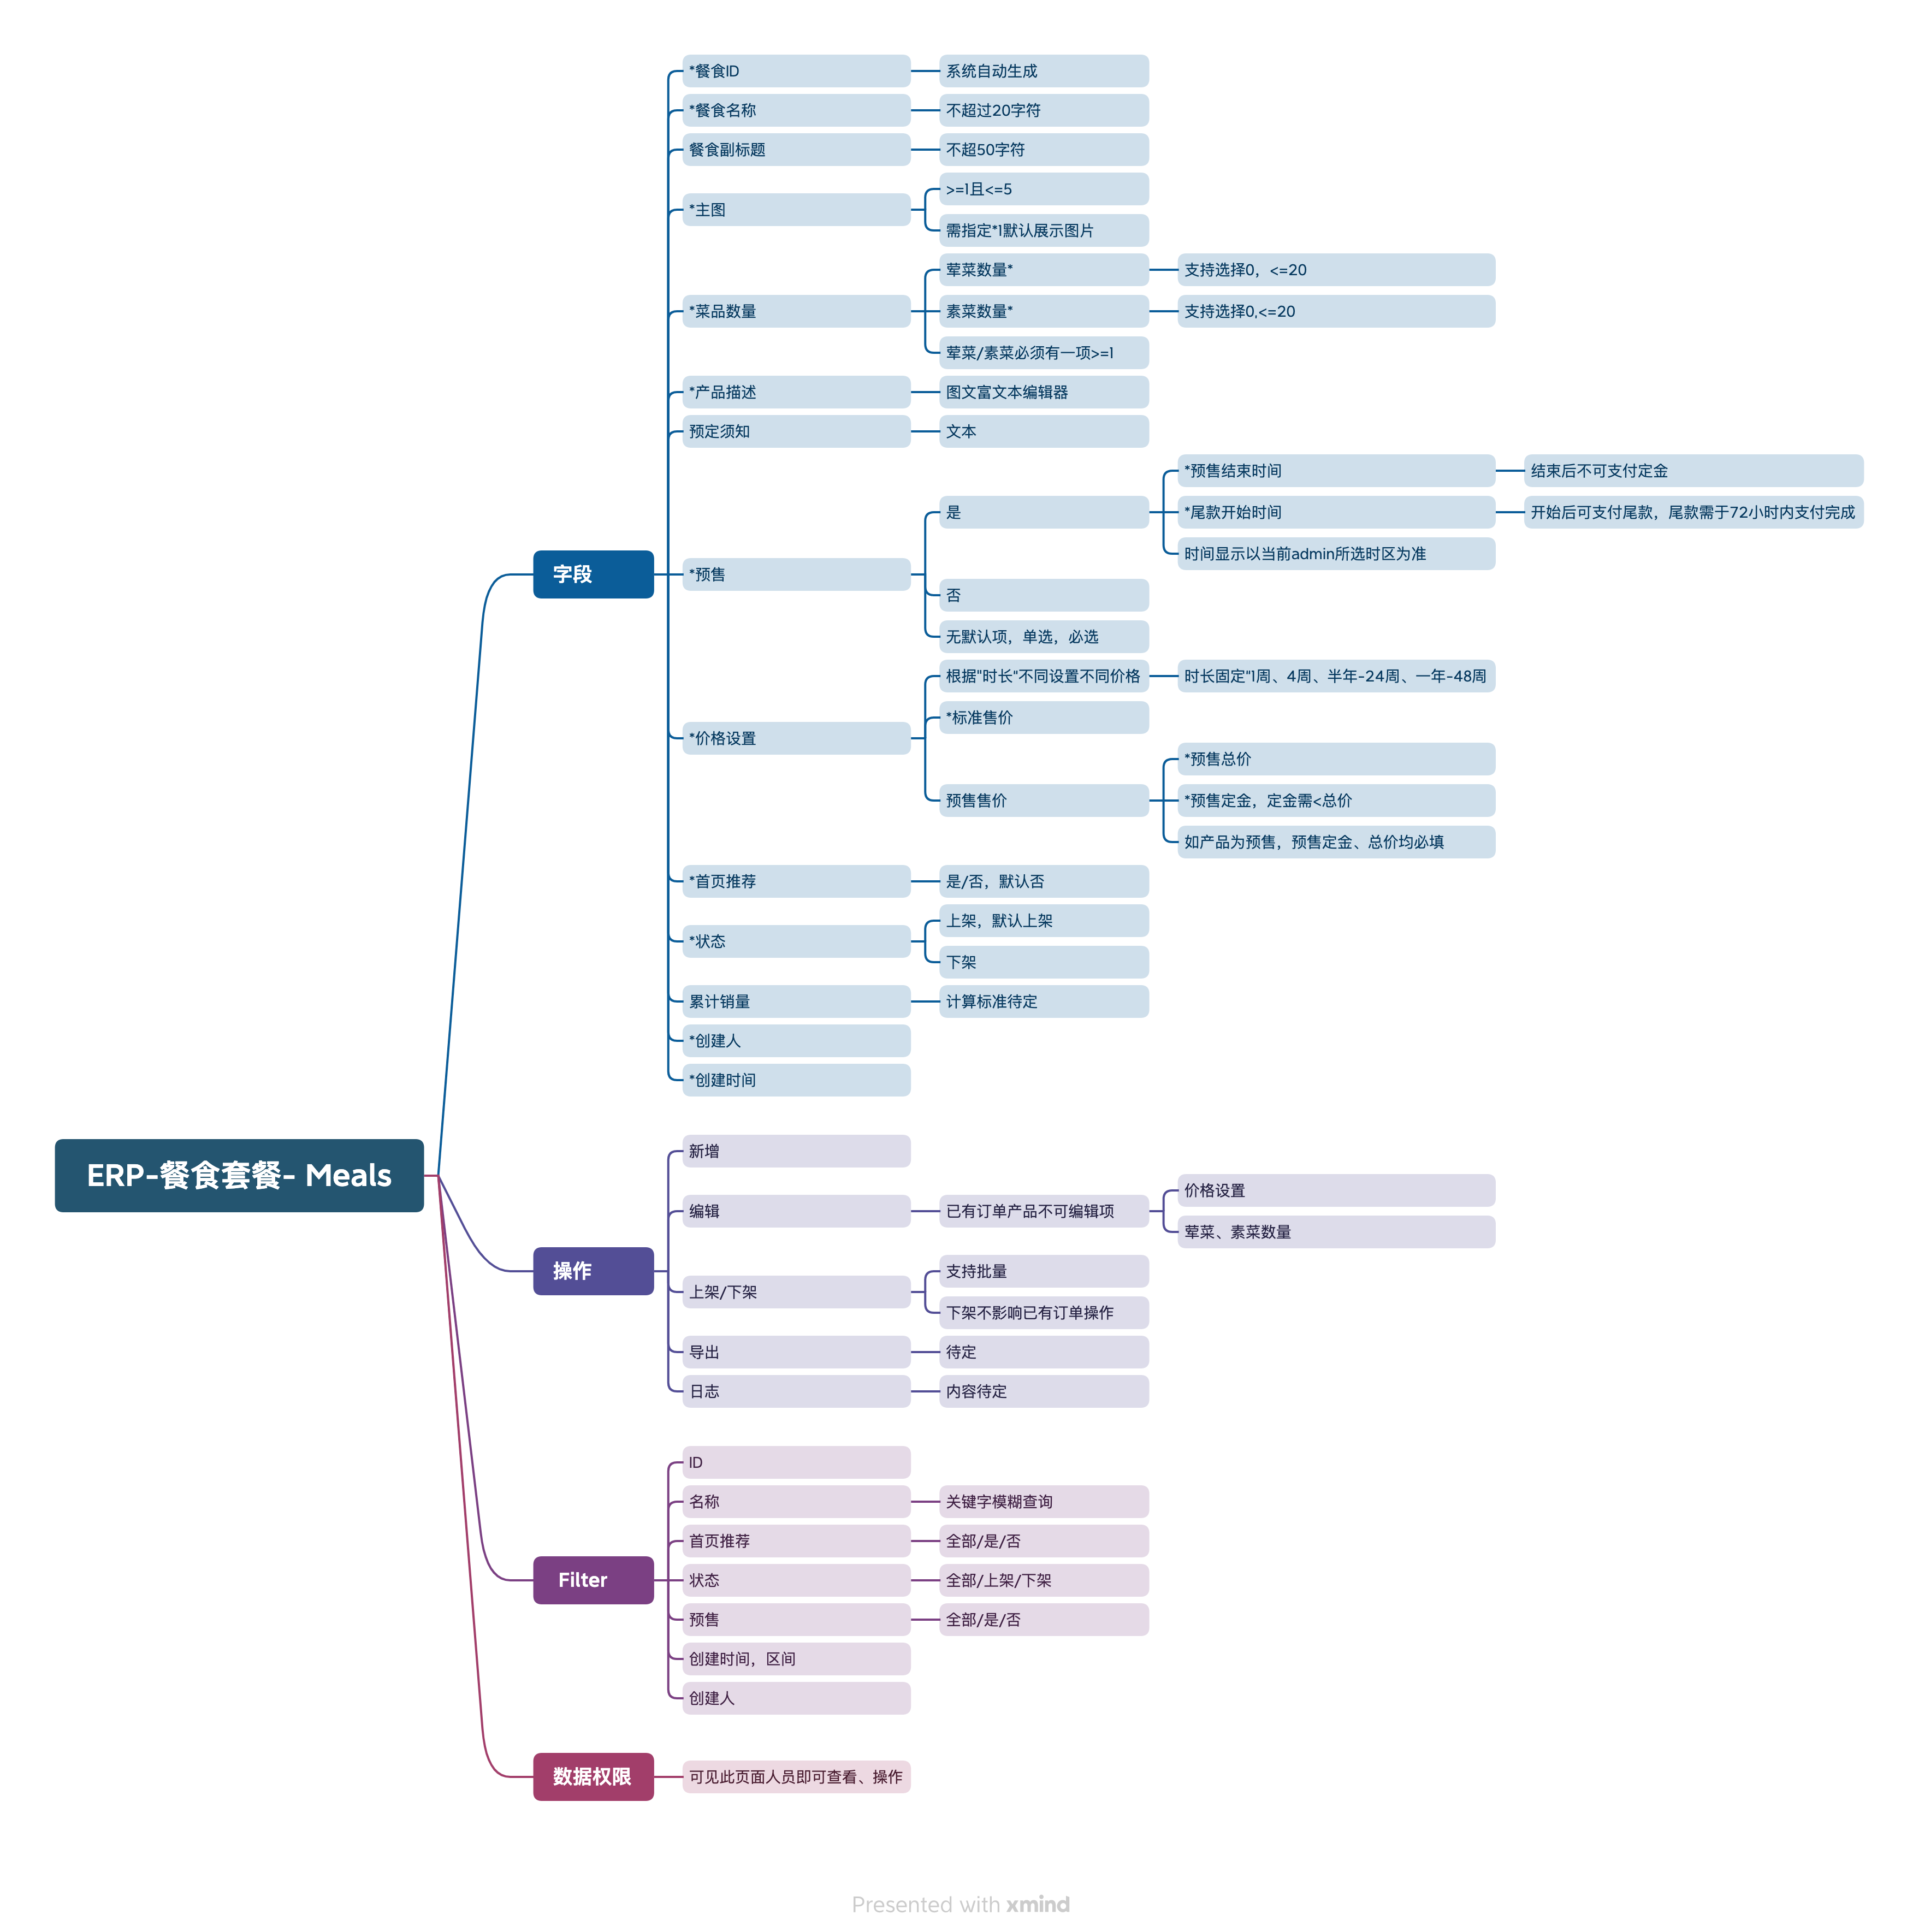 ERP-餐食套餐- Meals
字段
*餐食ID
系统自动生成
*餐食名称
不超过20字符
餐食副标题
不超50字符
*主图
>=1且<=5
需指定*1默认展示图片
*菜品数量
荤菜数量*
支持选择0，<=20
素菜数量*
支持选择0,<=20
荤菜/素菜必须有一项>=1
*产品描述
图文富文本编辑器
预定须知
文本
*预售
是
*预售结束时间
结束后不可支付定金
*尾款开始时间
开始后可支付尾款，尾款需于72小时内支付完成
时间显示以当前admin所选时区为准
否
无默认项，单选，必选
*价格设置
根据"时长"不同设置不同价格
时长固定"1周、4周、半年-24周、一年-48周
*标准售价
预售售价
*预售总价
*预售定金，定金需<总价
如产品为预售，预售定金、总价均必填
*首页推荐
是/否，默认否
*状态
上架，默认上架
下架
累计销量
计算标准待定
*创建人
*创建时间
操作
新增
编辑
已有订单产品不可编辑项
价格设置
荤菜、素菜数量
上架/下架
支持批量
下架不影响已有订单操作
导出
待定
日志
内容待定
Filter
ID
名称
关键字模糊查询
首页推荐
全部/是/否
状态
全部/上架/下架
预售
全部/是/否
创建时间，区间
创建人
数据权限
可见此页面人员即可查看、操作
Presented with xmind